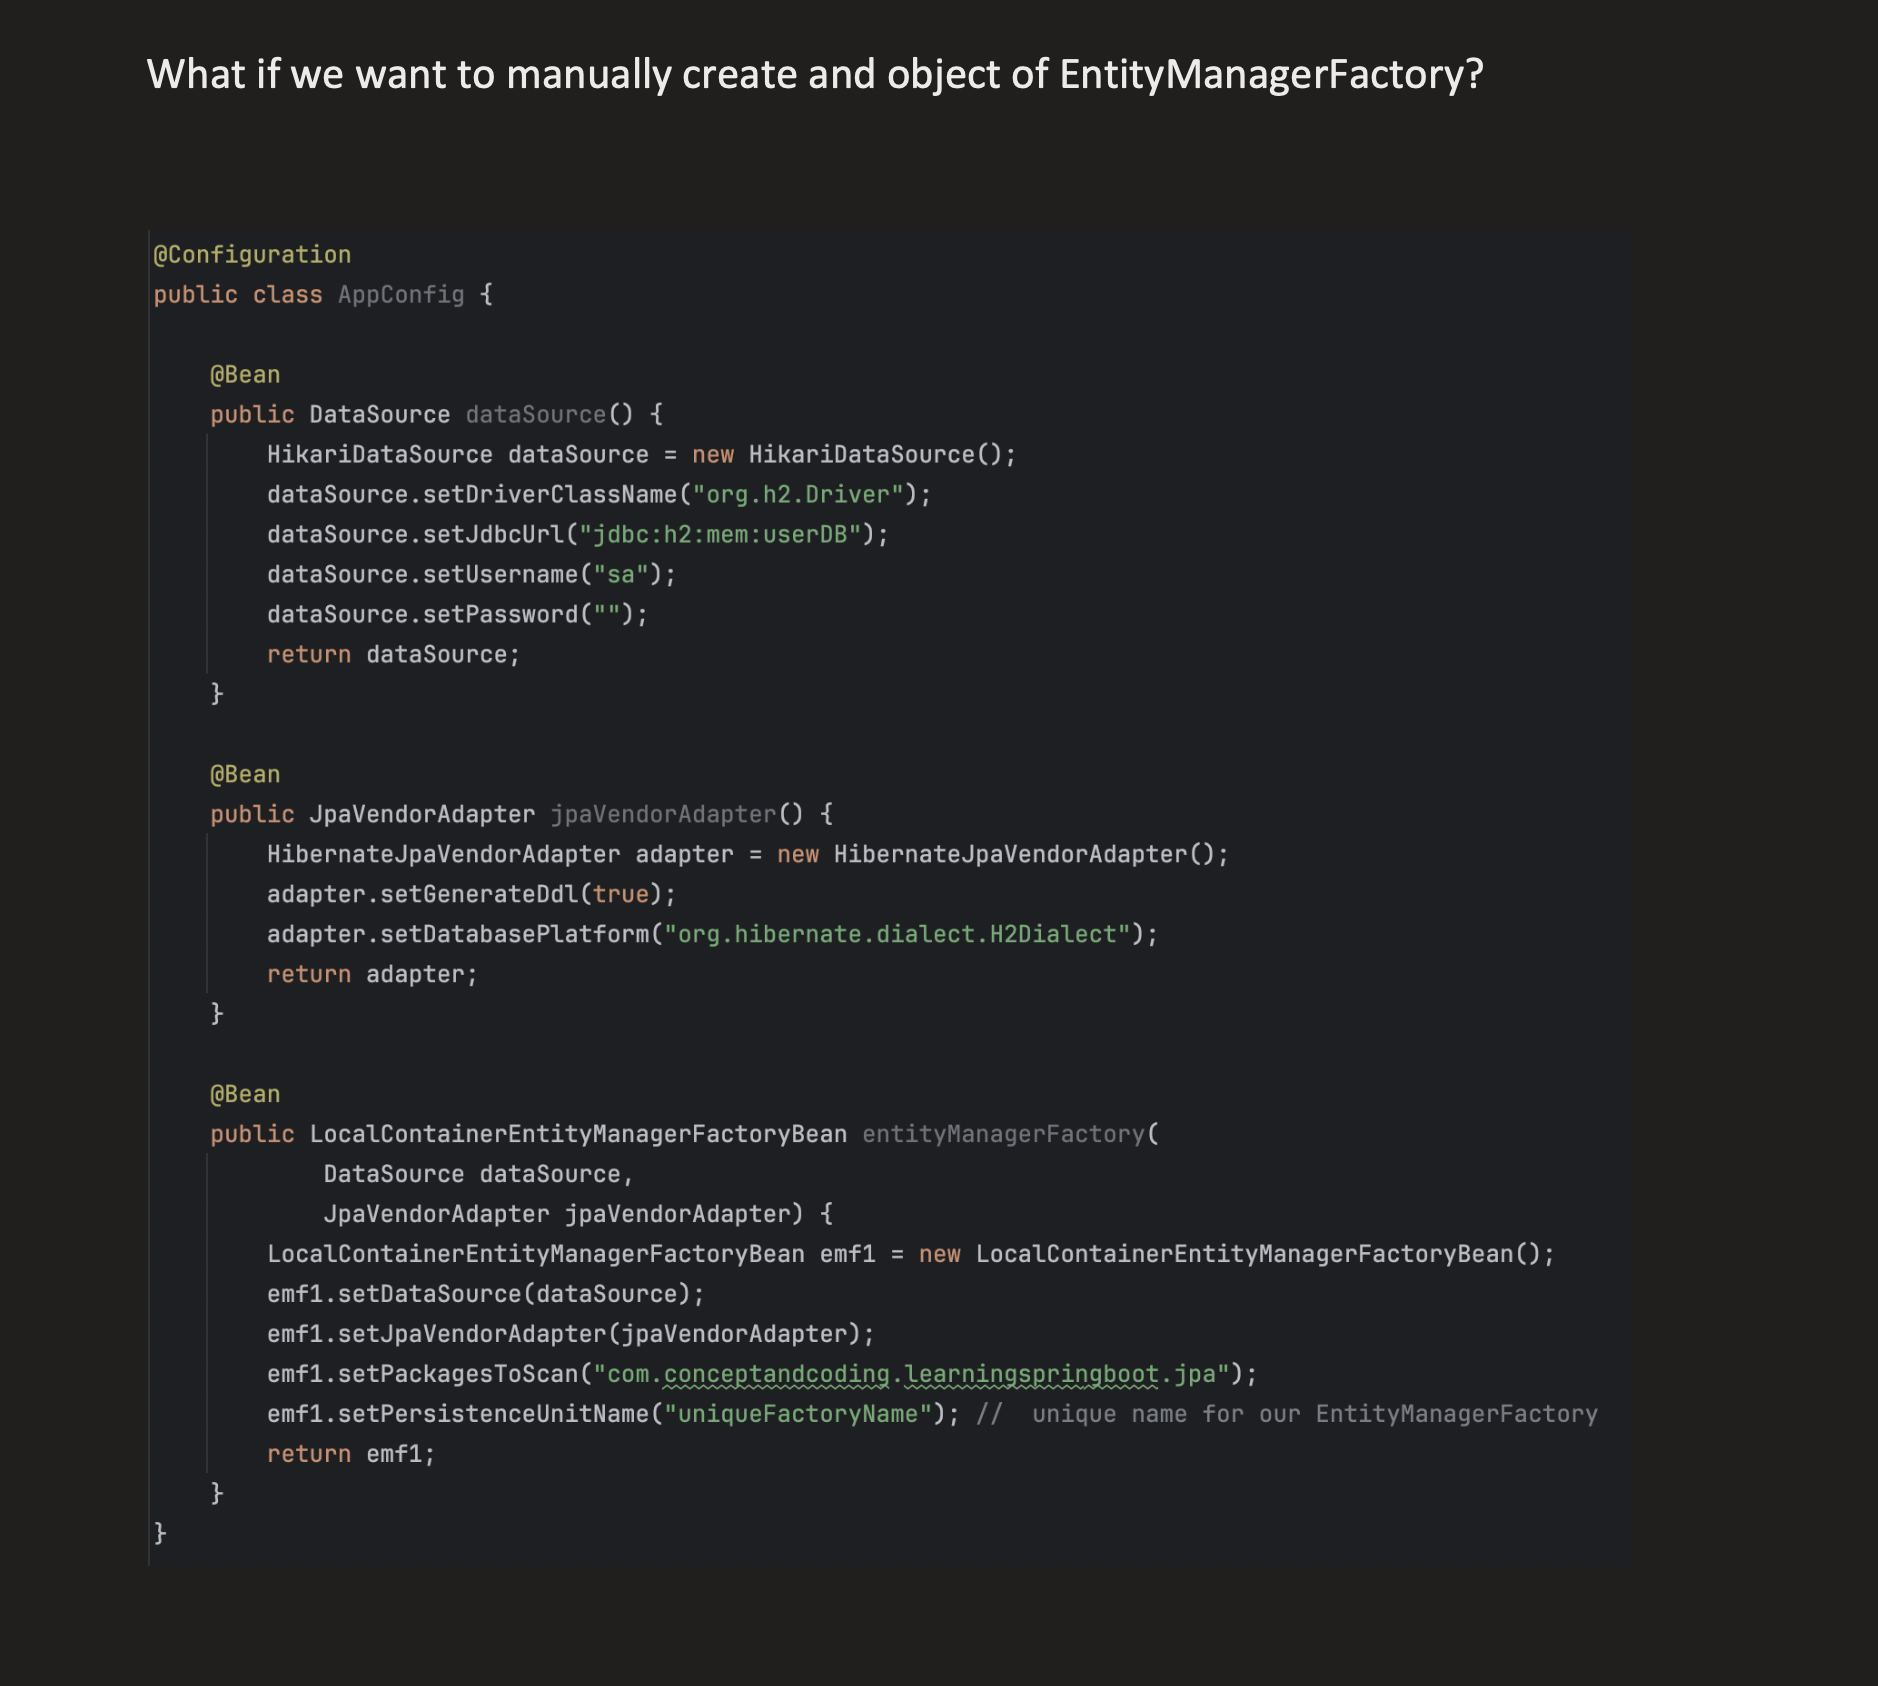 What if we want to manually create and object of EntityManagerFactory?
@Configuration
public class AppConfig {
@Bean
public DataSource dataSource() {
HikariDataSource dataSource = new HikariDataSource();
dataSource.setDriverClassName("org.h2.Driver");
dataSource.setJdbcUrl("jdbc:h2:mem:userDB");
dataSource.setUsername("sa");
dataSource.setPassword("");
return dataSource;
}
@Bean
public JpaVendorAdapter jpaVendorAdapter() {
HibernateJpaVendorAdapter adapter = new HibernateJpaVendorAdapter();
adapter.setGenerateDdl(true);
adapter.setDatabasePlatform("org.hibernate.dialect.H2Dialect");
return adapter;
}
@Bean
public LocalContainerEntityManagerFactoryBean entityManagerFactory(
DataSource dataSource,
JpaVendorAdapter jpaVendorAdapter) {
LocalContainerEntityManagerFactoryBean emf1 = new LocalContainerEntityManagerFactoryBean();
emf1.setDataSource(dataSource);
emf1.setJpaVendorAdapter(jpaVendorAdapter);
emf1.setPackagesToScan("com.conceptandcoding.learningspringboot.jpa");
emf1.setPersistenceUnitName("uniqueFactoryName"); //  unique name for our EntityManagerFactory
return emf1;
}
}